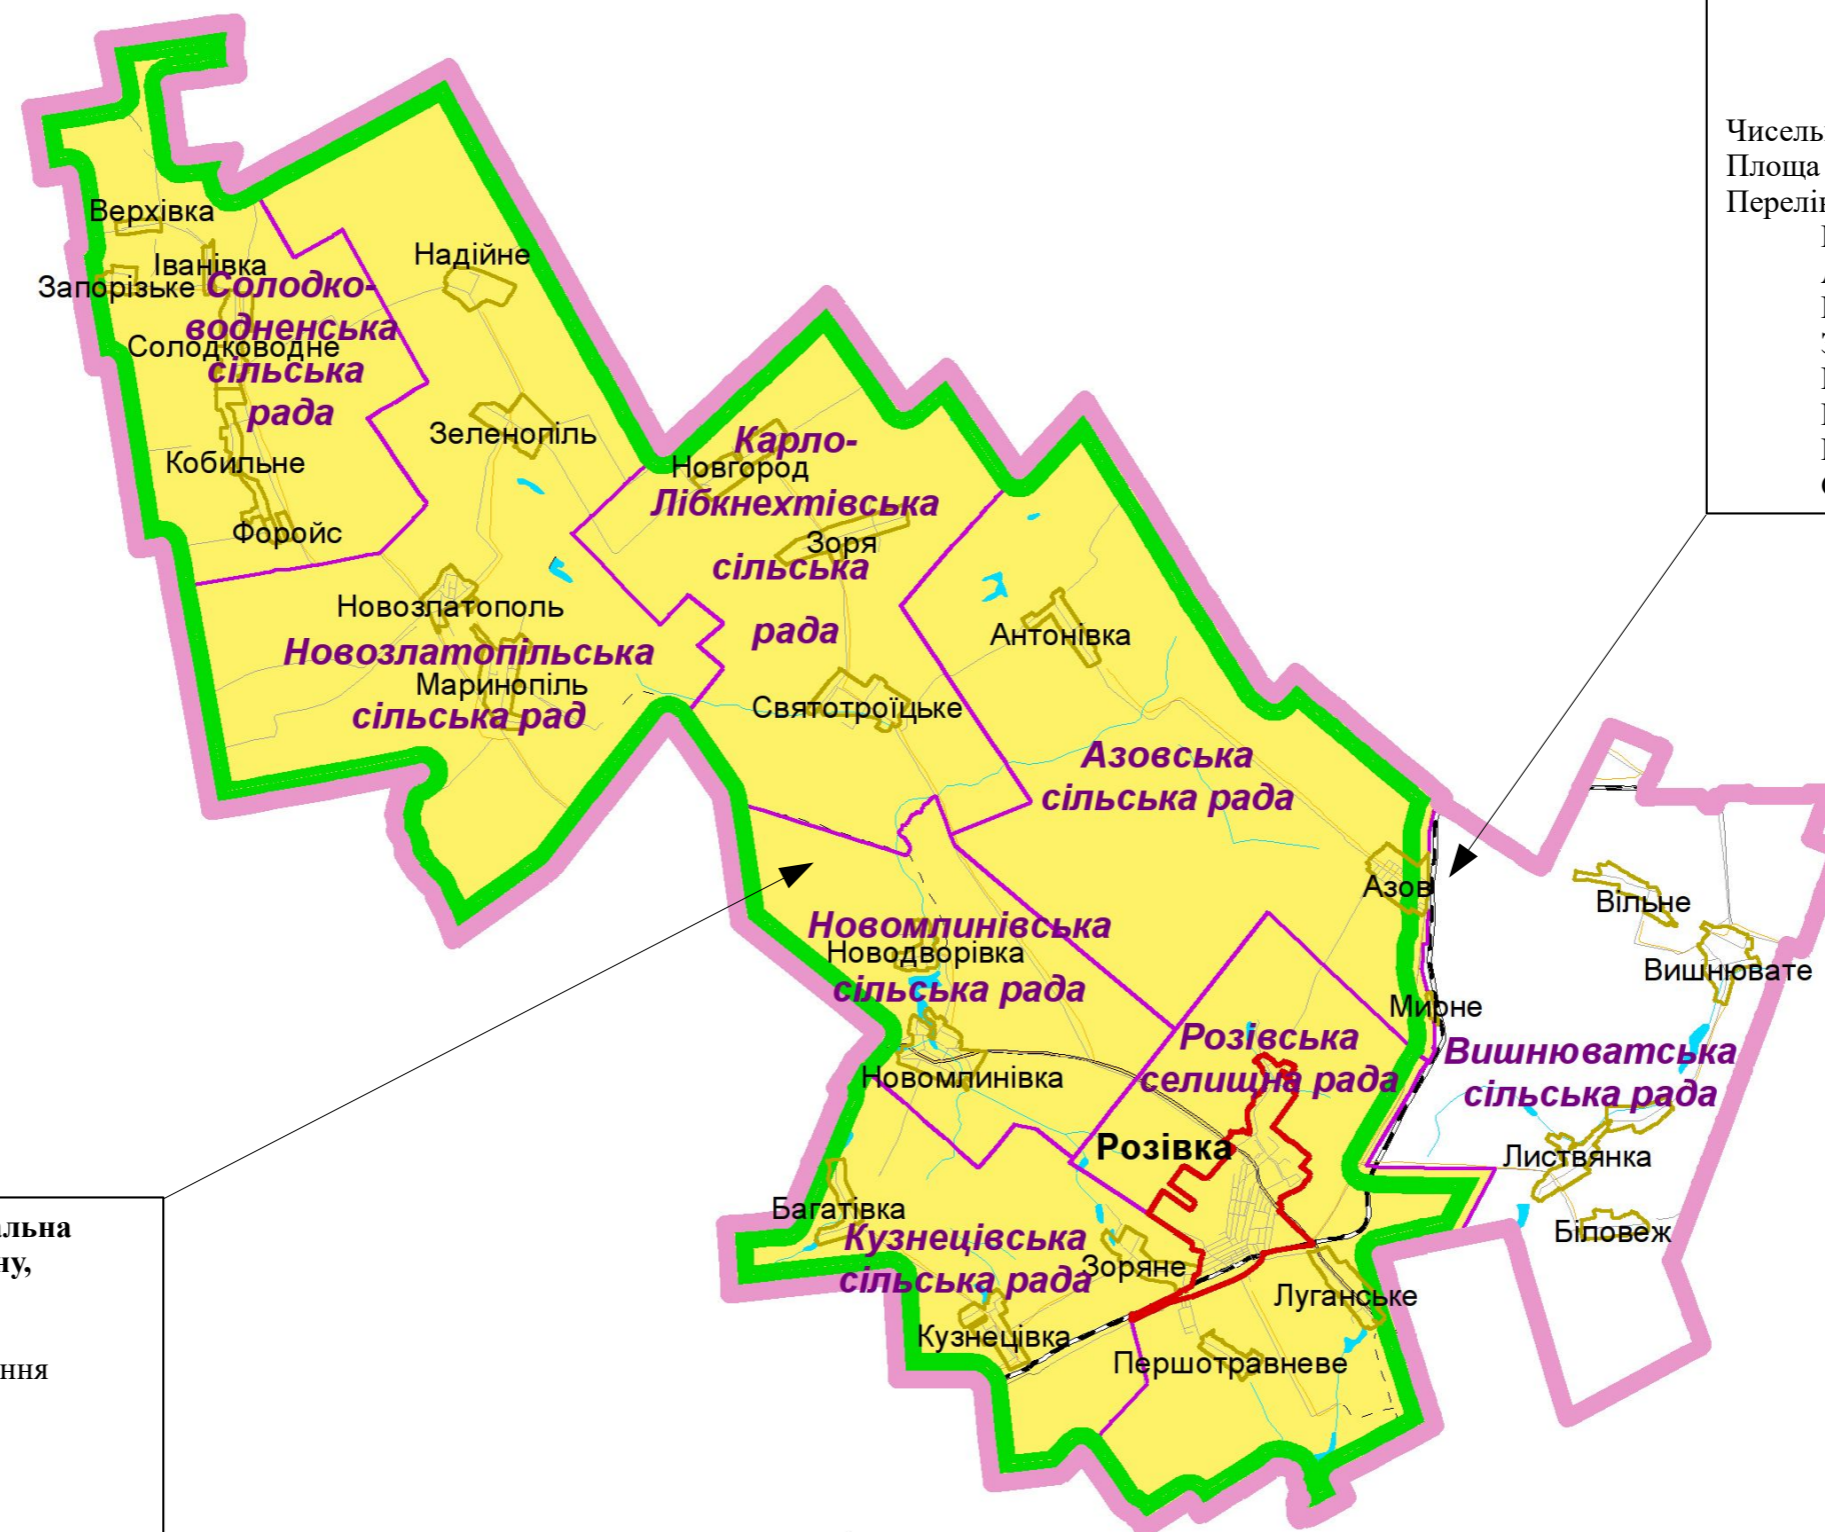 Чисельн
Площа
Перелік
Верхівка
Іванівка
Запорізьке
Солодко-
водненська
сільська
рада
Солодководне
Надійне
Зеленопіль
Кобильне
Форойс
Карло-
Лібкнехтівська
сільська
рада
Новгород
Зоря
Новозлатополь
Новозлатопільська
сільська рад
Маринопіль
Антонівка
Святотроїцьке
Азовська
сільська рада
Азов
Вільне
Вишнювате
Новомлинівська
сільська рада
Новодворівка
Мирне
Розівська
селищна рада
Вишнюватська
сільська рада
Новомлинівка
Розівка
Листвянка
Біловеж
Багатівка
Кузнецівська
сільська рада
Зоряне
Луганське
Кузнецівка
Першотравневе
альна
ну,
ння